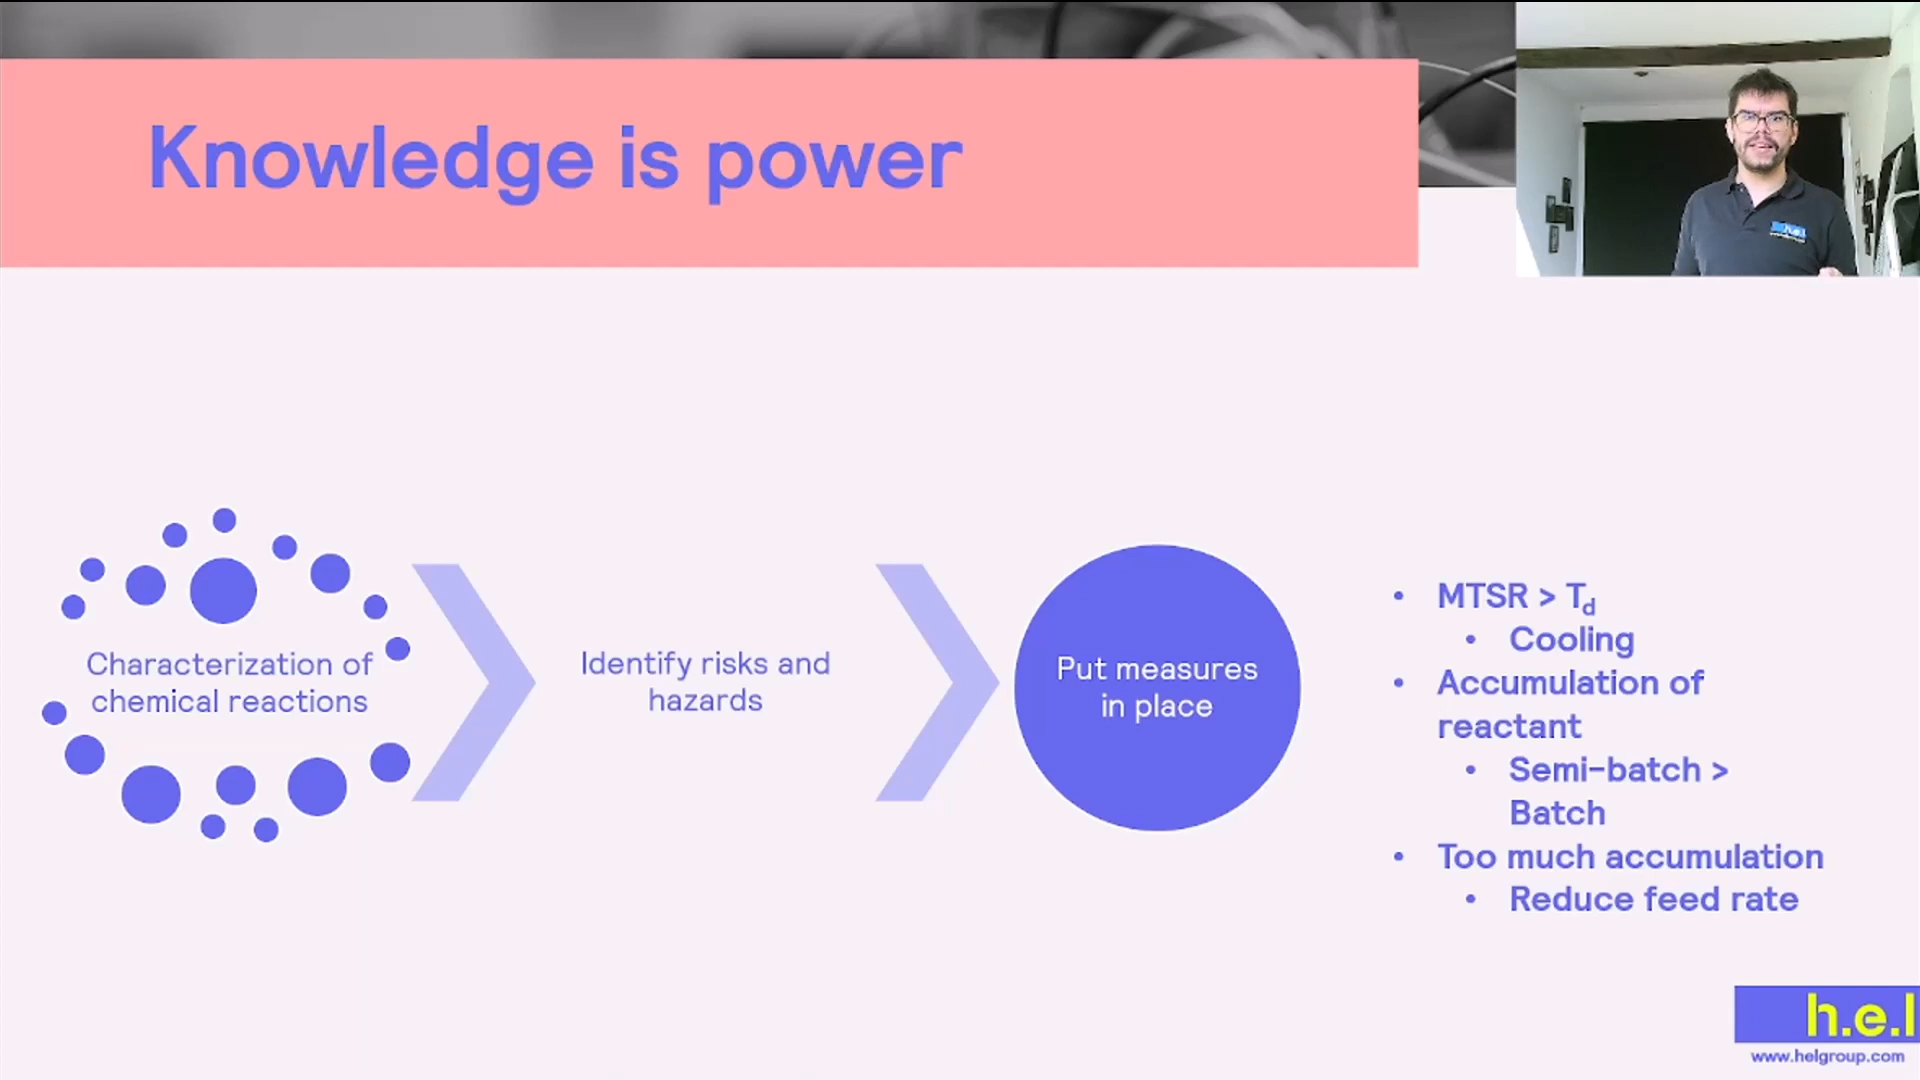 Knowledge is power
h.e.l
Characterization of
chemical reactions
Identify risks and
hazards
Put measures
in place
• MTSR > Td
• Cooling
• Accumulation of
reactant
• Semi-batch >
Batch
• Too much accumulation
• Reduce feed rate
h.e.l
www.helgroup.com